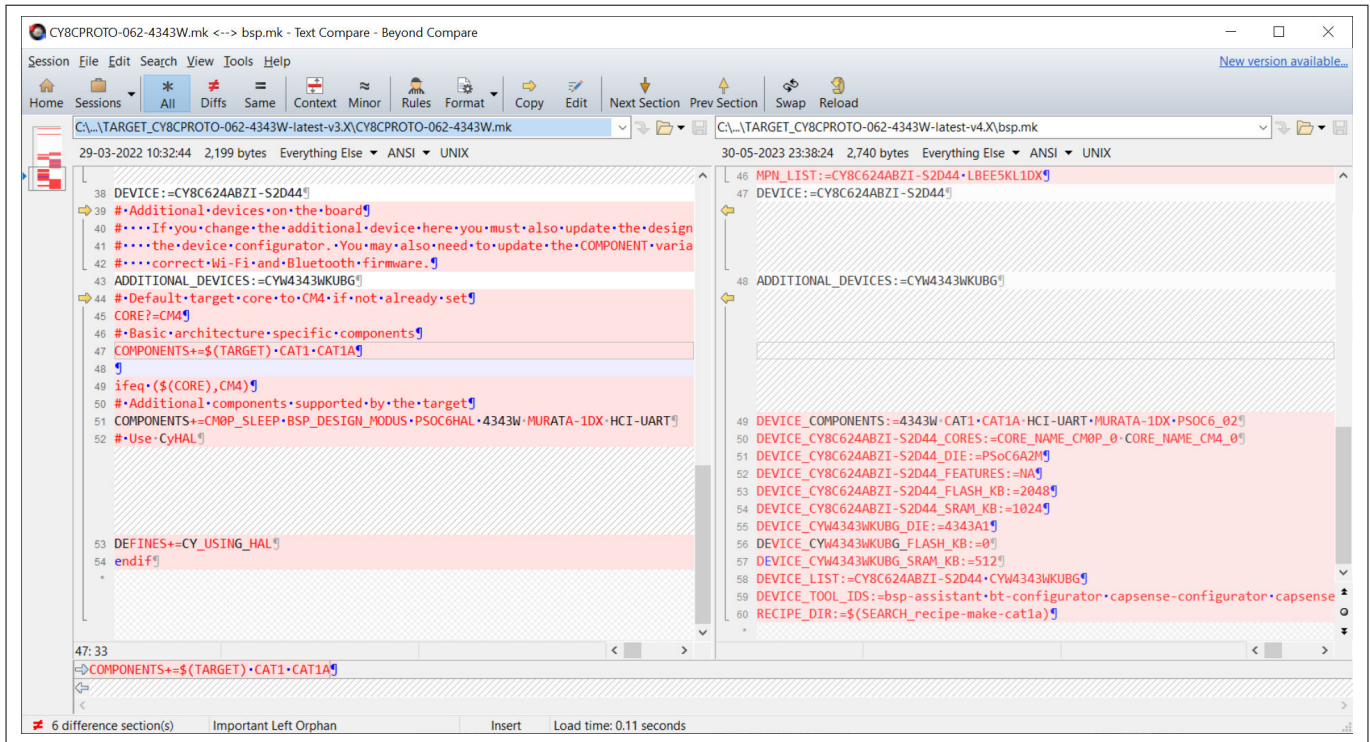 CY8CPROTO-062-4343W.mk <--> bsp.mk - Text Compare - Beyond Compare
Session File Edit Search View Tools Help
New version available...
Home Sessions All Diffs Same Context Minor Rules Format Copy Edit Next Section Prev Section Swap Reload
C:\...\TARGET_CY8CPROTO-062-4343W-latest-v3.X\CY8CPROTO-062-4343W.mk
29-03-2022 10:32:44 2,199 bytes Everything Else ANSI UNIX
38 DEVICE:=CY8C624ABZI-S2D44¶
39 #·Additional·devices·on·the·board¶
40 #····If·you·change·the·additional·device·here·you·must·also·update·the·design
41 #····the·device·configurator.·You·may·also·need·to·update·the·COMPONENT·varia
42 #····correct·Wi-Fi·and·Bluetooth·firmware.¶
43 ADDITIONAL_DEVICES:=CYW4343WKUBG¶
44 #·Default·target·core·to·CM4·if·not·already·set¶
45 CORE?=CM4¶
46 #·Basic·architecture·specific·components¶
47 COMPONENTS+=$(TARGET)·CAT1·CAT1A¶
48 ¶
49 ifeq·($(CORE),CM4)¶
50 #·Additional·components·supported·by·the·target¶
51 COMPONENTS+=CM0P_SLEEP·BSP_DESIGN_MODUS·PSOC6HAL·4343W·MURATA-1DX·HCI-UART¶
52 #·Use·CyHAL¶
53 DEFINES+=CY_USING_HAL¶
54 endif¶
47: 33
C:\...\TARGET_CY8CPROTO-062-4343W-latest-v4.X\bsp.mk
30-05-2023 23:38:24 2,740 bytes Everything Else ANSI UNIX
46 MPN_LIST:=CY8C624ABZI-S2D44·LBEE5KL1DX¶
47 DEVICE:=CY8C624ABZI-S2D44¶
48 ADDITIONAL_DEVICES:=CYW4343WKUBG¶
49 DEVICE_COMPONENTS:=4343W·CAT1·CAT1A·HCI-UART·MURATA-1DX·PSOC6_02¶
50 DEVICE_CY8C624ABZI-S2D44_CORES:=CORE_NAME_CM0P_0·CORE_NAME_CM4_0¶
51 DEVICE_CY8C624ABZI-S2D44_DIE:=PSoC6A2M¶
52 DEVICE_CY8C624ABZI-S2D44_FEATURES:=NA¶
53 DEVICE_CY8C624ABZI-S2D44_FLASH_KB:=2048¶
54 DEVICE_CY8C624ABZI-S2D44_SRAM_KB:=1024¶
55 DEVICE_CYW4343WKUBG_DIE:=4343A1¶
56 DEVICE_CYW4343WKUBG_FLASH_KB:=0¶
57 DEVICE_CYW4343WKUBG_SRAM_KB:=512¶
58 DEVICE_LIST:=CY8C624ABZI-S2D44·CYW4343WKUBG¶
59 DEVICE_TOOL_IDS:=bsp-assistant·bt-configurator·capsense-configurator·capsense
60 RECIPE_DIR:=$(SEARCH_recipe-make-cat1a)¶
COMPONENTS+=$(TARGET)·CAT1·CAT1A¶
6 difference section(s) Important Left Orphan Insert Load time: 0.11 seconds